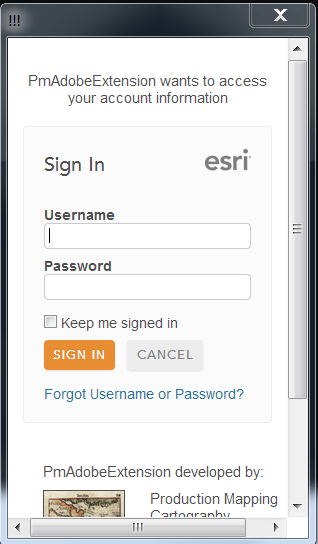 !!!
PmAdobeExtension wants to access
your account information
Sign In
esri
Username
Password
Keep me signed in
SIGN IN
CANCEL
Forgot Username or Password?
PmAdobeExtension developed by:
Production Mapping
Cartography